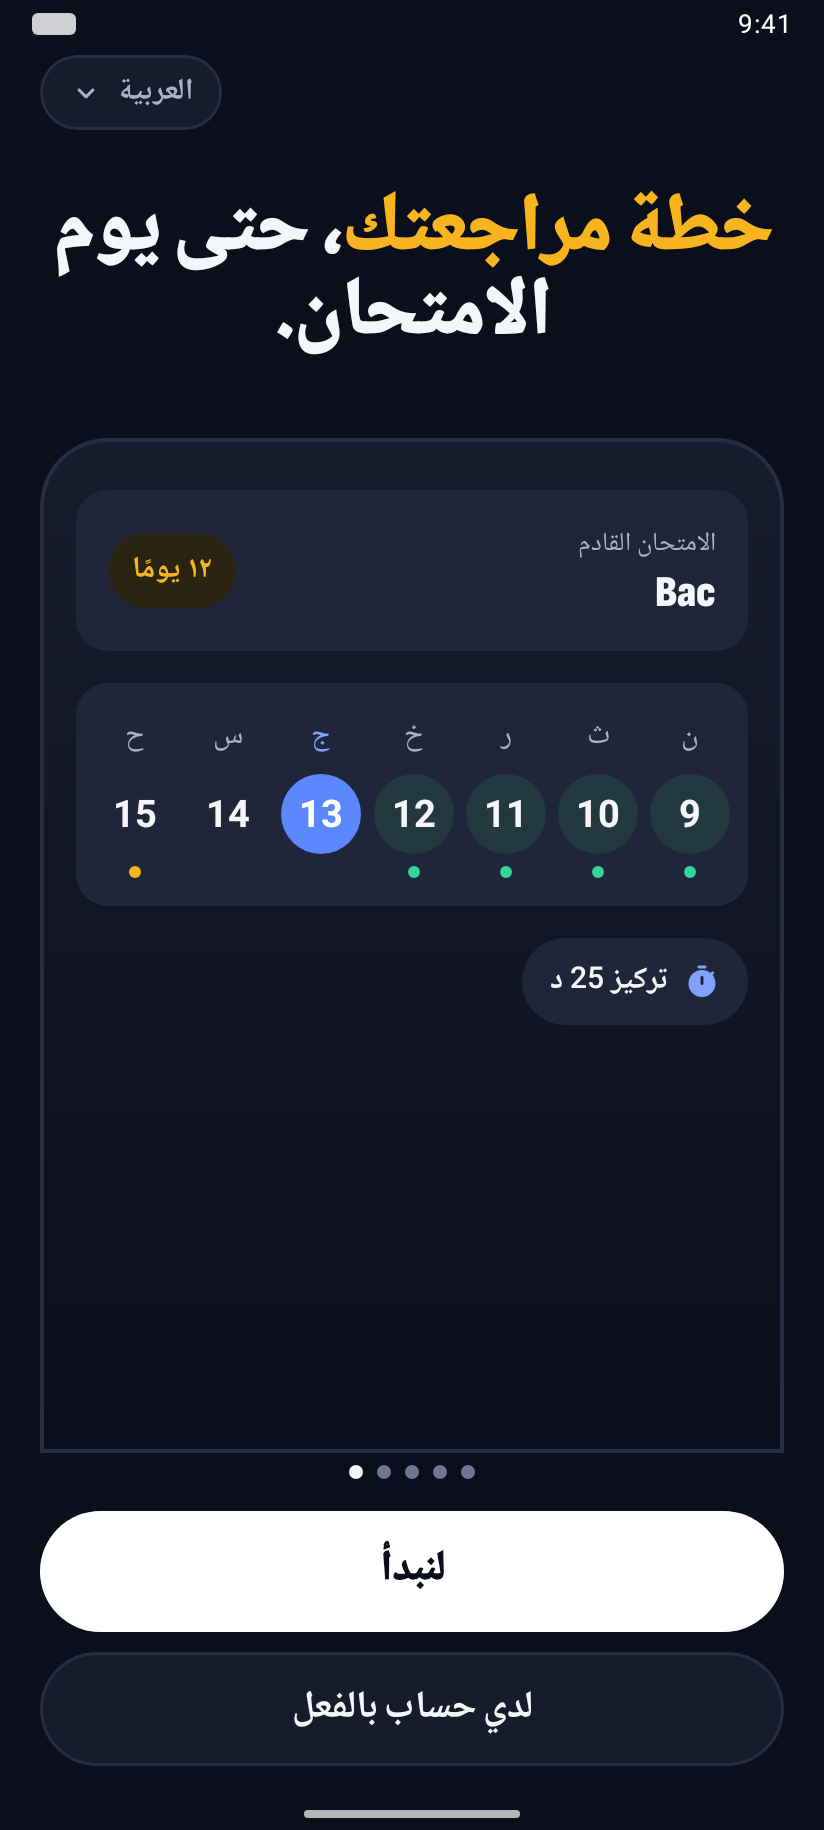 9:41
العربية
خطة مراجعتك، حتى يوم
الامتحان.
الامتحان القادم
Bac
١٢ يومًا
ن ث ر خ ج س ح
9 10 11 12 13 14 15
تركيز 25 د
لنبدأ
لدي حساب بالفعل